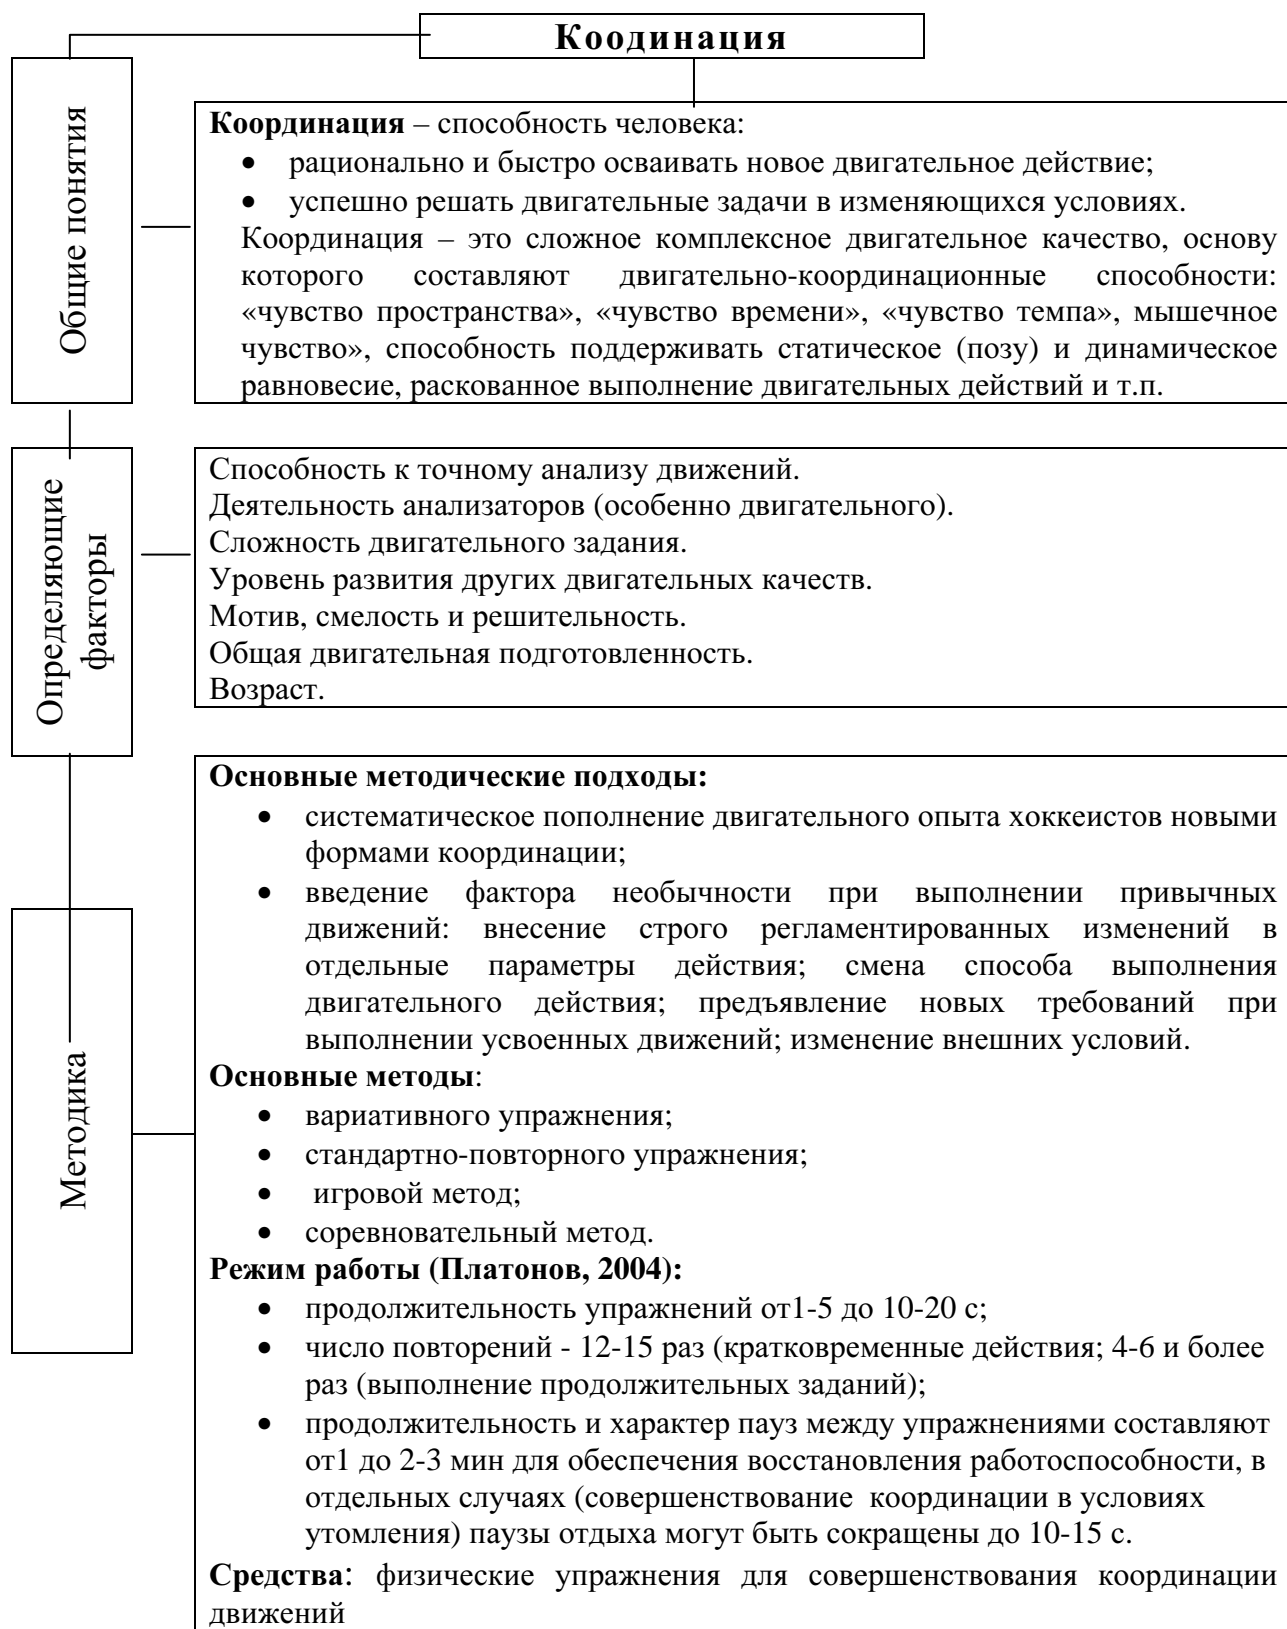 Коодинация
Общие понятия
Координация – способность человека:
• рационально и быстро осваивать новое двигательное действие;
• успешно решать двигательные задачи в изменяющихся условиях.
Координация – это сложное комплексное двигательное качество, основу
которого составляют двигательно-координационные способности:
«чувство пространства», «чувство времени», «чувство темпа», мышечное
чувство», способность поддерживать статическое (позу) и динамическое
равновесие, раскованное выполнение двигательных действий и т.п.
Определяющие
факторы
Способность к точному анализу движений.
Деятельность анализаторов (особенно двигательного).
Сложность двигательного задания.
Уровень развития других двигательных качеств.
Мотив, смелость и решительность.
Общая двигательная подготовленность.
Возраст.
Методика
Основные методические подходы:
• систематическое пополнение двигательного опыта хоккеистов новыми
формами координации;
• введение фактора необычности при выполнении привычных
движений: внесение строго регламентированных изменений в
отдельные параметры действия; смена способа выполнения
двигательного действия; предъявление новых требований при
выполнении усвоенных движений; изменение внешних условий.
Основные методы:
• вариативного упражнения;
• стандартно-повторного упражнения;
• игровой метод;
• соревновательный метод.
Режим работы (Платонов, 2004):
• продолжительность упражнений от1-5 до 10-20 с;
• число повторений - 12-15 раз (кратковременные действия; 4-6 и более
раз (выполнение продолжительных заданий);
• продолжительность и характер пауз между упражнениями составляют
от1 до 2-3 мин для обеспечения восстановления работоспособности, в
отдельных случаях (совершенствование координации в условиях
утомления) паузы отдыха могут быть сокращены до 10-15 с.
Средства: физические упражнения для совершенствования координации
движений